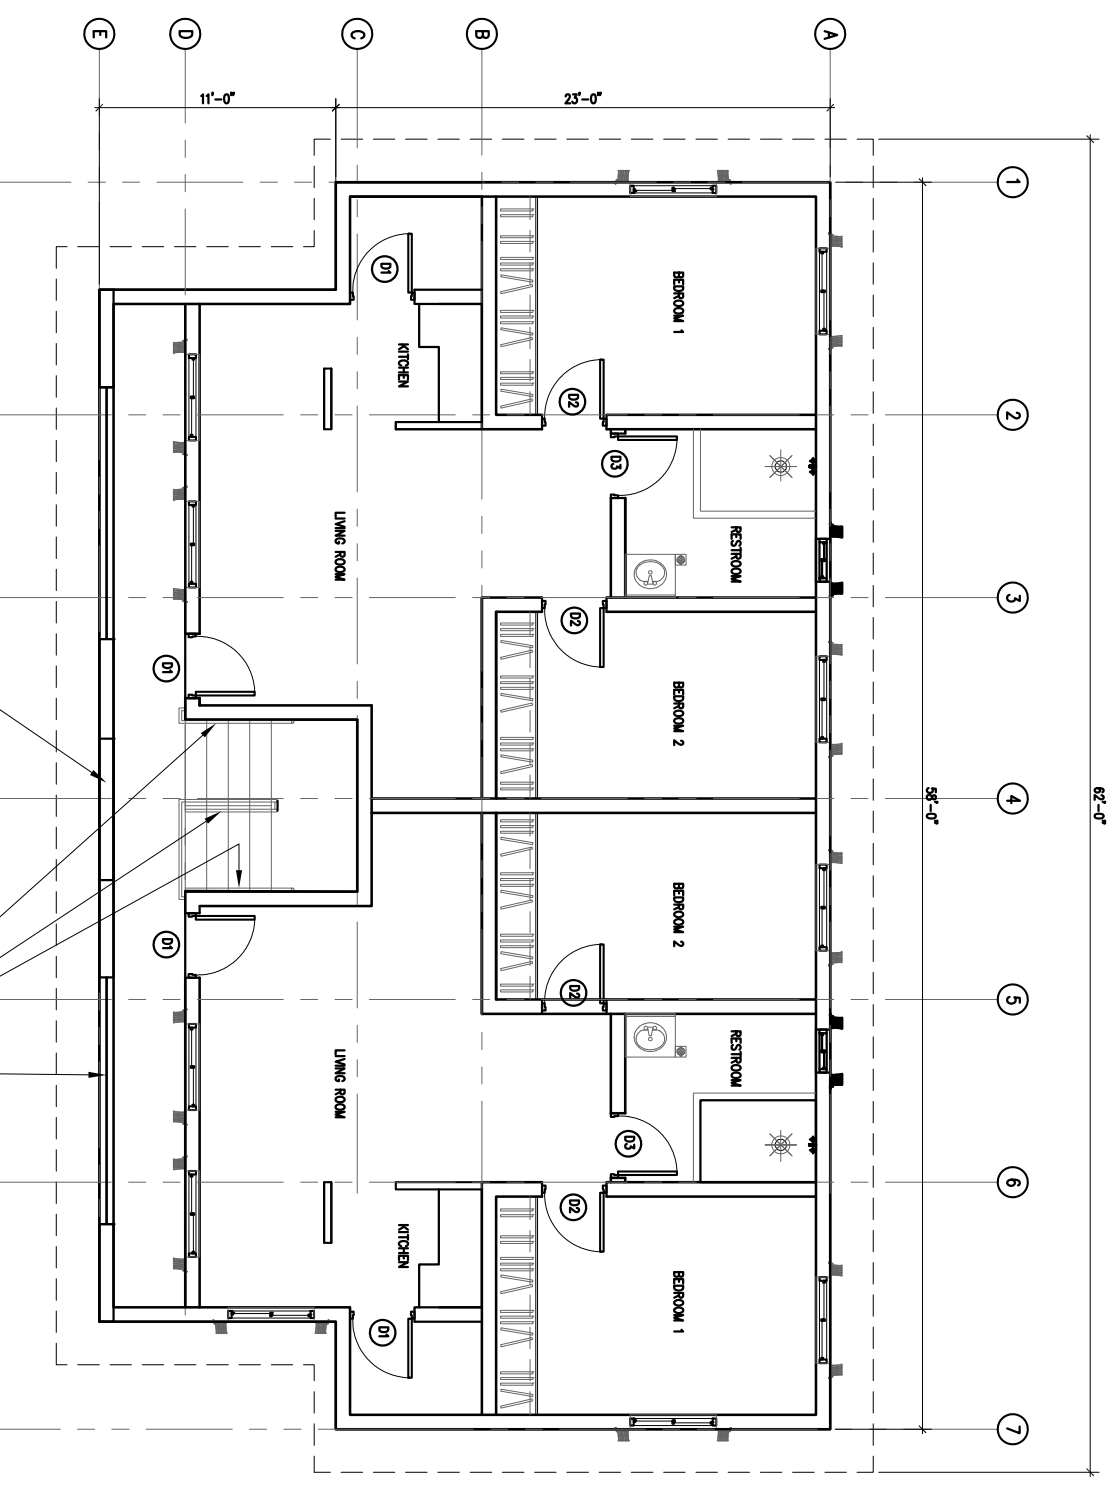 E
D
C
B
A
11'-0"
23'-0"
62'-0"
58'-0"
1
2
3
4
5
6
7
BEDROOM 1
D1
KITCHEN
D2
D3
RESTROOM
LIVING ROOM
D2
BEDROOM 2
D1
BEDROOM 2
D1
D2
RESTROOM
LIVING ROOM
D3
D2
KITCHEN
BEDROOM 1
D1